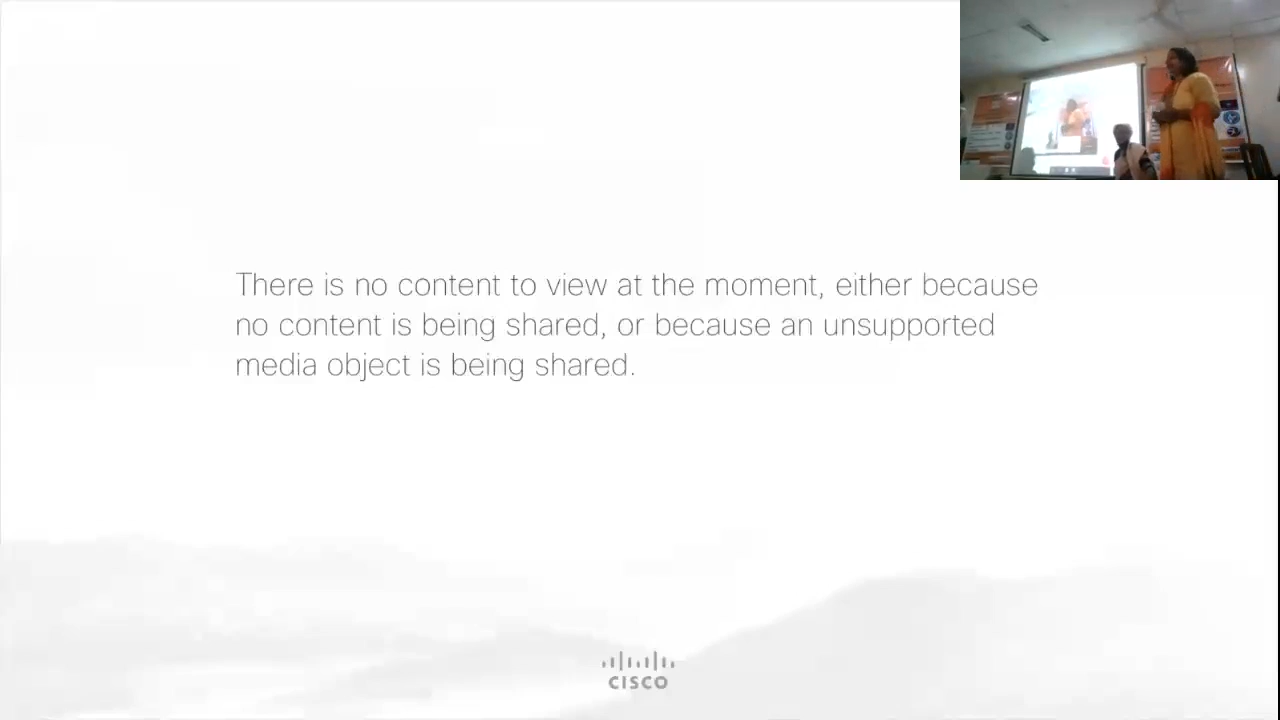 There is no content to view at the moment, either because
no content is being shared, or because an unsupported
media object is being shared.
CISCO